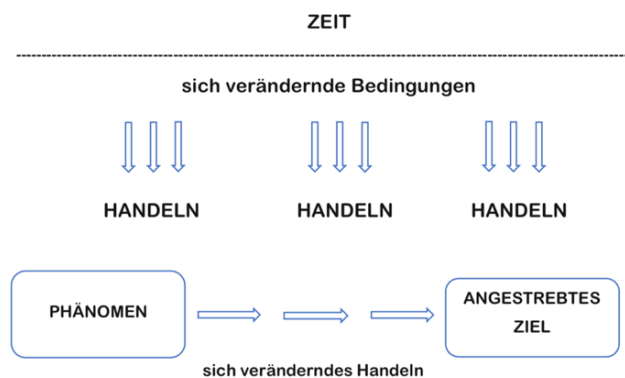 ZEIT
sich verändernde Bedingungen
HANDELN HANDELN HANDELN
PHÄNOMEN
ANGESTREBTES
ZIEL
sich veränderndes Handeln